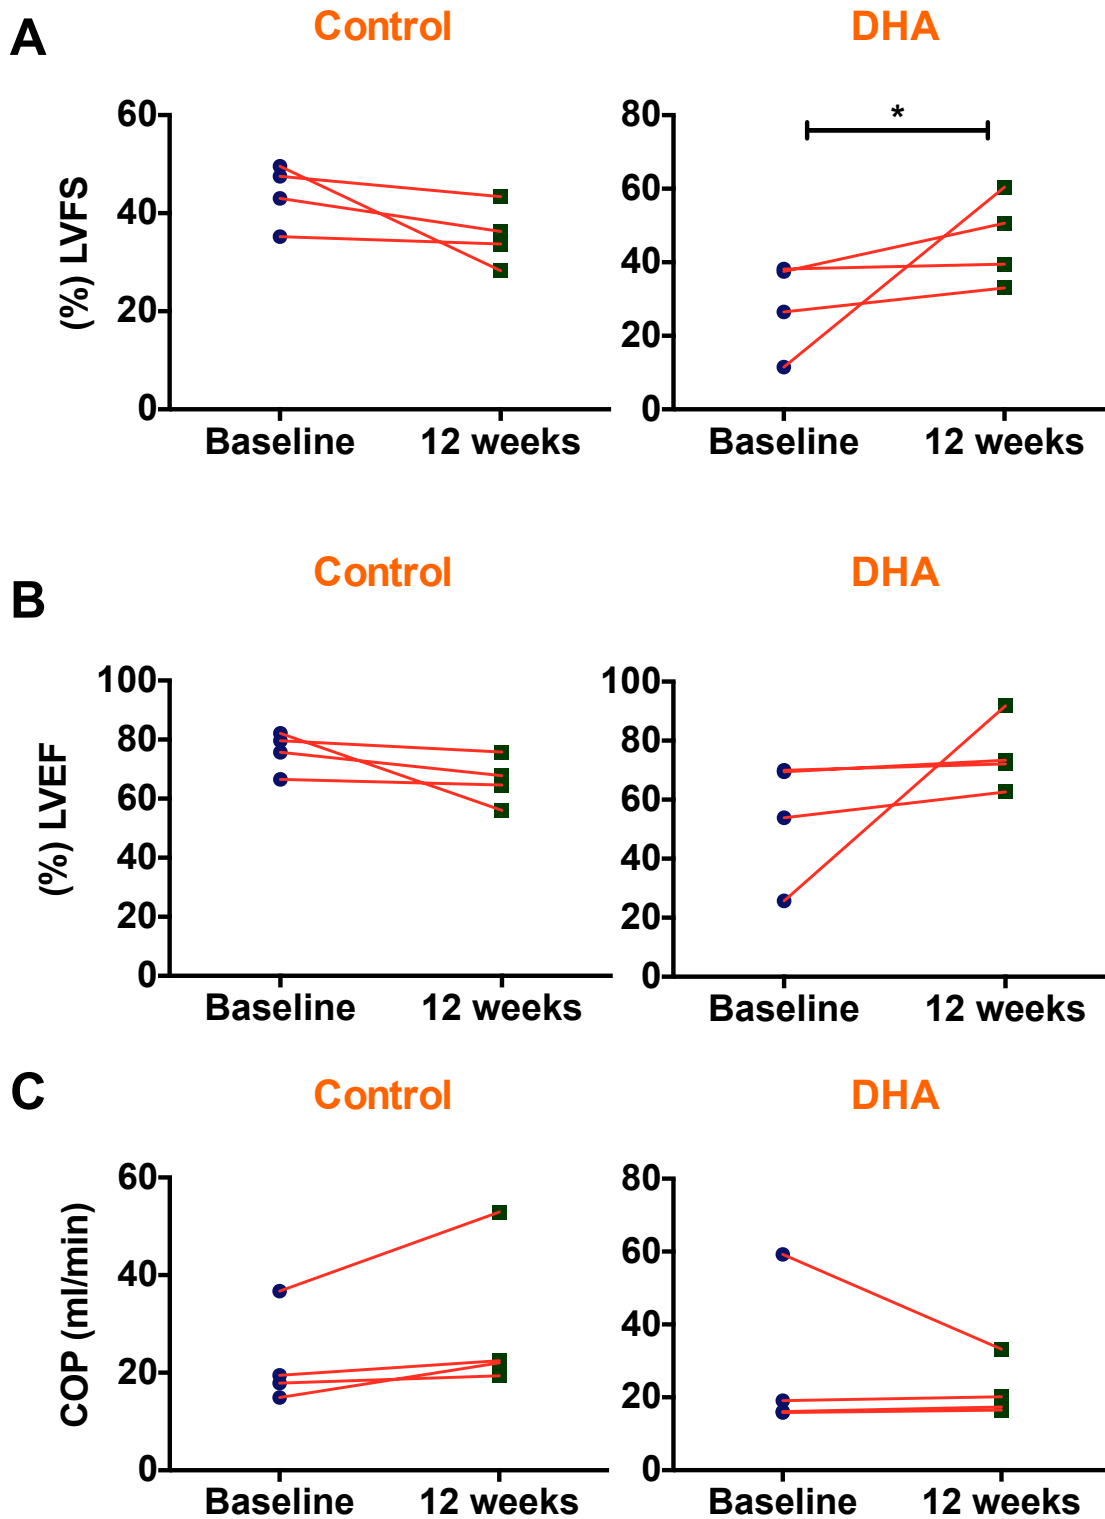 A
Control
DHA
(%) LVFS
60
40
20
0
Baseline
12 weeks
*
80
60
40
20
0
Baseline
12 weeks
B
Control
DHA
(%) LVEF
100
80
60
40
20
0
Baseline
12 weeks
100
80
60
40
20
0
Baseline
12 weeks
C
Control
DHA
COP (ml/min)
60
40
20
0
Baseline
12 weeks
80
60
40
20
0
Baseline
12 weeks